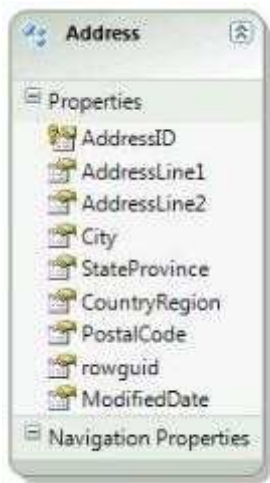 Address
Properties
AddressID
AddressLine1
AddressLine2
City
StateProvince
CountryRegion
PostalCode
rowguid
ModifiedDate
Navigation Properties